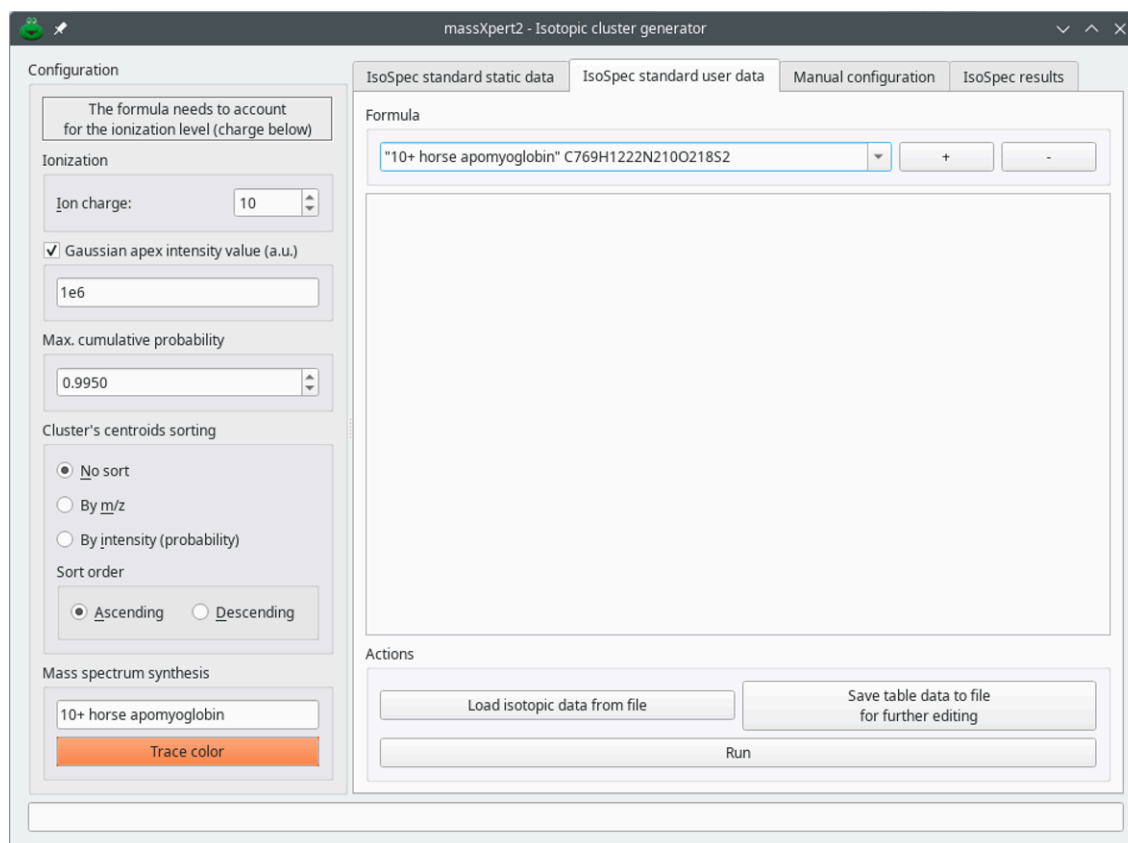 massXpert2 - Isotopic cluster generator
Configuration
The formula needs to account
for the ionization level (charge below)
Ionization
Ion charge:
10
Gaussian apex intensity value (a.u.)
1e6
Max. cumulative probability
0.9950
Cluster's centroids sorting
No sort
By m/z
By intensity (probability)
Sort order
Ascending
Descending
Mass spectrum synthesis
10+ horse apomyoglobin
Trace color
IsoSpec standard static data
IsoSpec standard user data
Manual configuration
IsoSpec results
Formula
"10+ horse apomyoglobin" C769H1222N210O218S2
+
-
Actions
Load isotopic data from file
Save table data to file
for further editing
Run